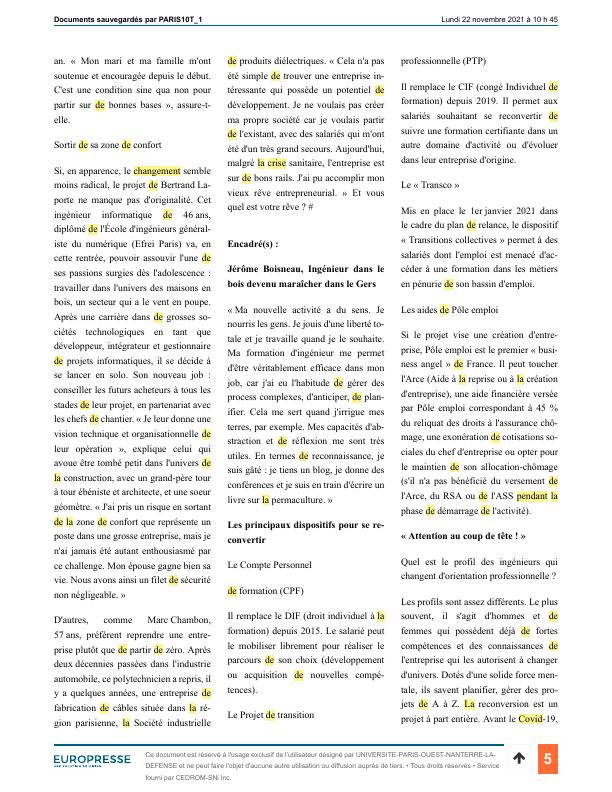 Documents sauvegardés par PARIS10T_1
Lundi 22 novembre 2021 à 10 h 45
an. « Mon mari et ma famille m'ont
soutenue et encouragée depuis le début.
C'est une condition sine qua non pour
partir sur de bonnes bases », assure-t-
elle.
Sortir de sa zone de confort
Si, en apparence, le changement semble
moins radical, le projet de Bertrand La-
porte ne manque pas d'originalité. Cet
ingénieur informatique de 46 ans,
diplômé de l'École d'ingénieurs général-
iste du numérique (Efrei Paris) va, en
cette rentrée, pouvoir assouvir l'une de
ses passions surgies dès l'adolescence :
travailler dans l'univers des maisons en
bois, un secteur qui a le vent en poupe.
Après une carrière dans de grosses so-
ciétés technologiques en tant que
développeur, intégrateur et gestionnaire
de projets informatiques, il se décide à
se lancer en solo. Son nouveau job :
conseiller les futurs acheteurs à tous les
stades de leur projet, en partenariat avec
les chefs de chantier. « Je leur donne une
vision technique et organisationnelle de
leur opération », explique celui qui
avoue être tombé petit dans l'univers de
la construction, avec un grand-père tour
à tour ébéniste et architecte, et une soeur
géomètre. « J'ai pris un risque en sortant
de la zone de confort que représente un
poste dans une grosse entreprise, mais je
n'ai jamais été autant enthousiasmé par
ce challenge. Mon épouse gagne bien sa
vie. Nous avons ainsi un filet de sécurité
non négligeable. »
D'autres, comme Marc Chambon,
57 ans, préfèrent reprendre une entre-
prise plutôt que de partir de zéro. Après
deux décennies passées dans l'industrie
automobile, ce polytechnicien a repris, il
y a quelques années, une entreprise de
fabrication de câbles située dans la ré-
gion parisienne, la Société industrielle
de produits diélectriques. « Cela n'a pas
été simple de trouver une entreprise in-
téressante qui possède un potentiel de
développement. Je ne voulais pas créer
ma propre société car je voulais partir
de l'existant, avec des salariés qui m'ont
été d'un très grand secours. Aujourd'hui,
malgré la crise sanitaire, l'entreprise est
sur de bons rails. J'ai pu accomplir mon
vieux rêve entrepreneurial. » Et vous
quel est votre rêve ? #
Encadré(s) :
Jérôme Boisneau, Ingénieur dans le
bois devenu maraîcher dans le Gers
« Ma nouvelle activité a du sens. Je
nourris les gens. Je jouis d'une liberté to-
tale et je travaille quand je le souhaite.
Ma formation d'ingénieur me permet
d'être véritablement efficace dans mon
job, car j'ai eu l'habitude de gérer des
process complexes, d'anticiper, de plan-
ifier. Cela me sert quand j'irrigue mes
terres, par exemple. Mes capacités d'ab-
straction et de réflexion me sont très
utiles. En termes de reconnaissance, je
suis gâté : je tiens un blog, je donne des
conférences et je suis en train d'écrire un
livre sur la permaculture. »
Les principaux dispositifs pour se re-
convertir
Le Compte Personnel
de formation (CPF)
Il remplace le DIF (droit individuel à la
formation) depuis 2015. Le salarié peut
le mobiliser librement pour réaliser le
parcours de son choix (développement
ou acquisition de nouvelles compé-
tences).
Le Projet de transition
professionnelle (PTP)
Il remplace le CIF (congé Individuel de
formation) depuis 2019. Il permet aux
salariés souhaitant se reconvertir de
suivre une formation certifiante dans un
autre domaine d'activité ou d'évoluer
dans leur entreprise d'origine.
Le « Transco »
Mis en place le 1er janvier 2021 dans
le cadre du plan de relance, le dispositif
« Transitions collectives » permet à des
salariés dont l'emploi est menacé d'ac-
céder à une formation dans les métiers
en pénurie de son bassin d'emploi.
Les aides de Pôle emploi
Si le projet vise une création d'entre-
prise, Pôle emploi est le premier « busi-
ness angel » de France. Il peut toucher
l'Arce (Aide à la reprise ou à la création
d'entreprise), une aide financière versée
par Pôle emploi correspondant à 45 %
du reliquat des droits à l'assurance chô-
mage, une exonération de cotisations so-
ciales du chef d'entreprise ou opter pour
le maintien de son allocation-chômage
(s'il n'a pas bénéficié du versement de
l'Arce, du RSA ou de l'ASS pendant la
phase de démarrage de l'activité).
« Attention au coup de tête ! »
Quel est le profil des ingénieurs qui
changent d'orientation professionnelle ?
Les profils sont assez différents. Le plus
souvent, il s'agit d'hommes et de
femmes qui possèdent déjà de fortes
compétences et des connaissances de
l'entreprise qui les autorisent à changer
d'univers. Dotés d'une solide force men-
tale, ils savent planifier, gérer des pro-
jets de A à Z. La reconversion est un
projet à part entière. Avant le Covid-19,
EUROPRESSE
Ce document est réservé à l'usage exclusif de l'utilisateur désigné par UNIVERSITE-PARIS-OUEST-NANTERRE-LA-
DEFENSE et ne peut faire l'objet d'aucune autre utilisation ou diffusion auprès de tiers. • Tous droits réservés • Service
fourni par CEDROM-SNi Inc.
5